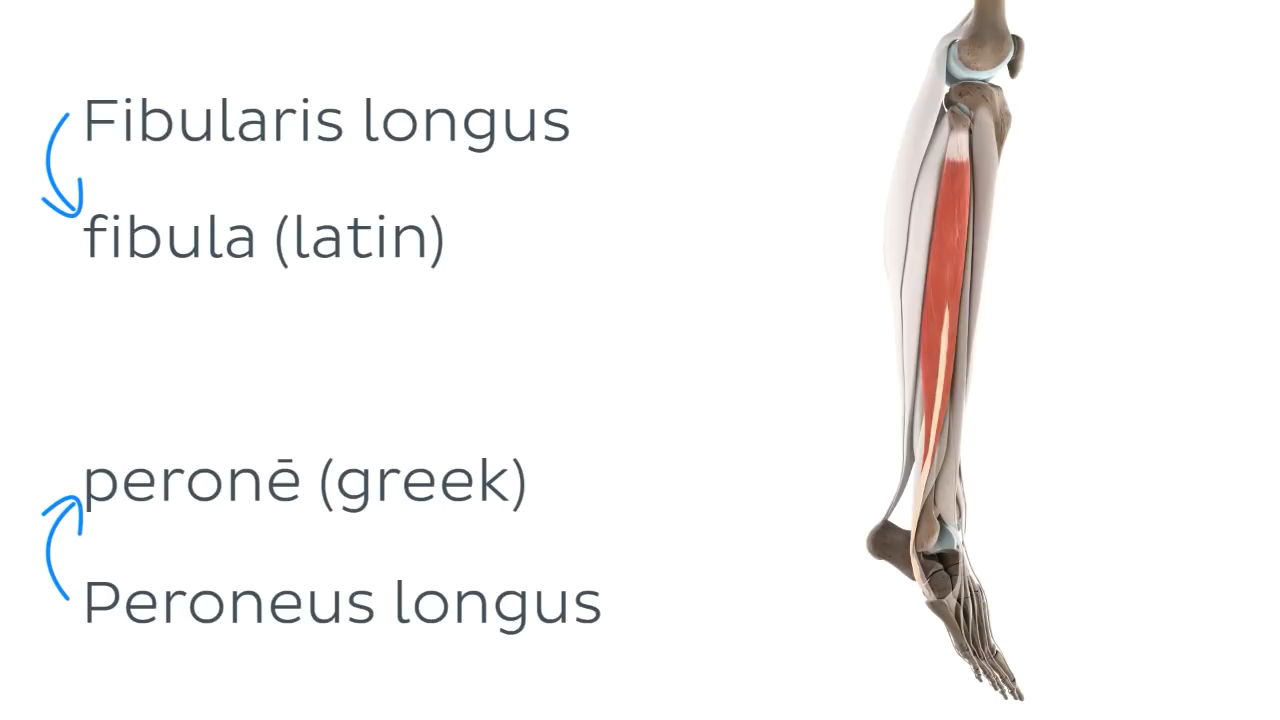 Fibularis longus
fibula (latin)
peronē (greek)
Peroneus longus